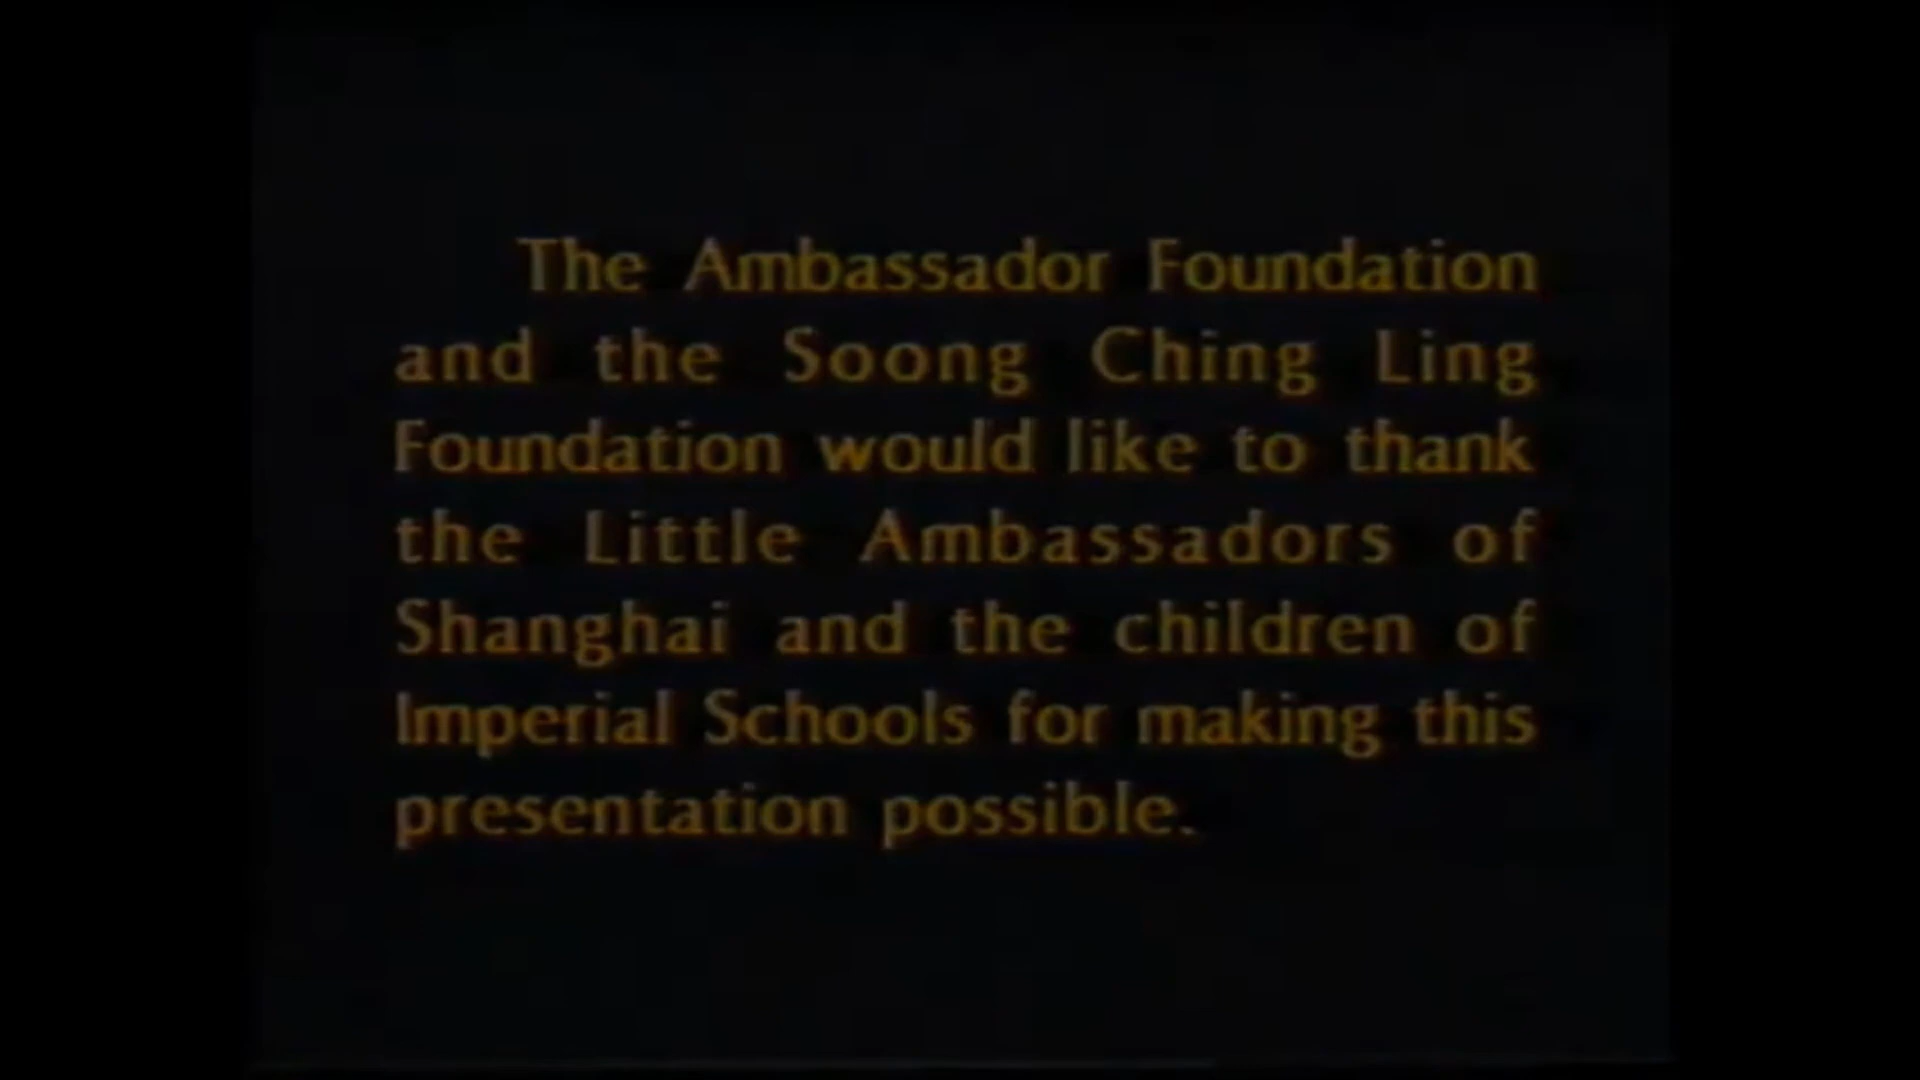 The Ambassador Foundation
and the Soong Ching Ling
Foundation would like to thank
the Little Ambassadors of
Shanghai and the children of
Imperial Schools for making this
presentation possible.